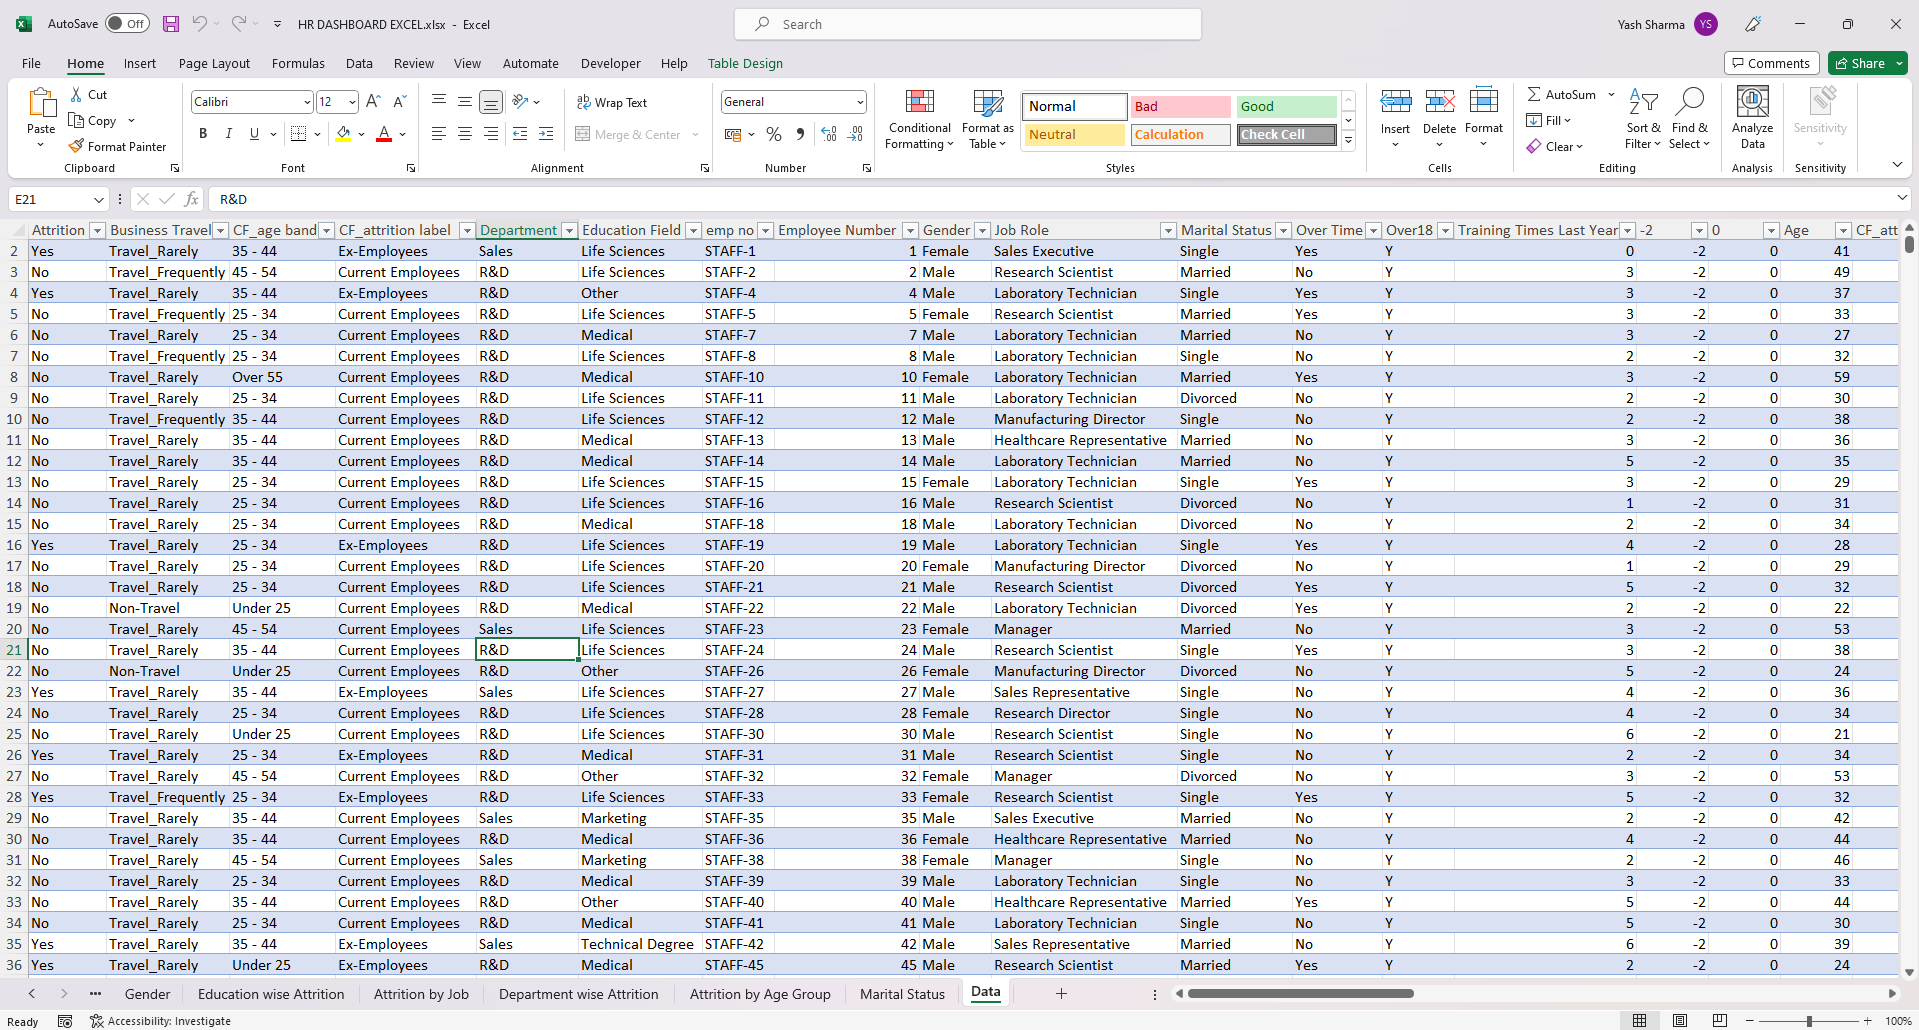 AutoSave Off HR DASHBOARD EXCEL.xlsx - Excel Search Yash Sharma YS
File Home Insert Page Layout Formulas Data Review View Automate Developer Help Table Design Comments Share
Paste Cut Copy Format Painter Calibri 12 B I U Wrap Text Merge & Center General Conditional Formatting Format as Table Normal Bad Good Neutral Calculation Check Cell Insert Delete Format AutoSum Fill Clear Sort & Filter Find & Select Analyze Data Sensitivity
Clipboard Font Alignment Number Styles Cells Editing Analysis Sensitivity
E21 fx R&D
Attrition Business Travel CF_age band CF_attrition label Department Education Field emp no Employee Number Gender Job Role Marital Status Over Time Over18 Training Times Last Year -2 0 Age CF_att
2 Yes Travel_Rarely 35 - 44 Ex-Employees Sales Life Sciences STAFF-1 1 Female Sales Executive Single Yes Y 0 -2 0 41
3 No Travel_Frequently 45 - 54 Current Employees R&D Life Sciences STAFF-2 2 Male Research Scientist Married No Y 3 -2 0 49
4 Yes Travel_Rarely 35 - 44 Ex-Employees R&D Other STAFF-4 4 Male Laboratory Technician Single Yes Y 3 -2 0 37
5 No Travel_Frequently 25 - 34 Current Employees R&D Life Sciences STAFF-5 5 Female Research Scientist Married Yes Y 3 -2 0 33
6 No Travel_Rarely 25 - 34 Current Employees R&D Medical STAFF-7 7 Male Laboratory Technician Married No Y 3 -2 0 27
7 No Travel_Frequently 25 - 34 Current Employees R&D Life Sciences STAFF-8 8 Male Laboratory Technician Single No Y 2 -2 0 32
8 No Travel_Rarely Over 55 Current Employees R&D Medical STAFF-10 10 Female Laboratory Technician Married Yes Y 3 -2 0 59
9 No Travel_Rarely 25 - 34 Current Employees R&D Life Sciences STAFF-11 11 Male Laboratory Technician Divorced No Y 2 -2 0 30
10 No Travel_Frequently 35 - 44 Current Employees R&D Life Sciences STAFF-12 12 Male Manufacturing Director Single No Y 2 -2 0 38
11 No Travel_Rarely 35 - 44 Current Employees R&D Medical STAFF-13 13 Male Healthcare Representative Married No Y 3 -2 0 36
12 No Travel_Rarely 35 - 44 Current Employees R&D Medical STAFF-14 14 Male Laboratory Technician Married No Y 5 -2 0 35
13 No Travel_Rarely 25 - 34 Current Employees R&D Life Sciences STAFF-15 15 Female Laboratory Technician Single Yes Y 3 -2 0 29
14 No Travel_Rarely 25 - 34 Current Employees R&D Life Sciences STAFF-16 16 Male Research Scientist Divorced No Y 1 -2 0 31
15 No Travel_Rarely 25 - 34 Current Employees R&D Medical STAFF-18 18 Male Laboratory Technician Divorced No Y 2 -2 0 34
16 Yes Travel_Rarely 25 - 34 Ex-Employees R&D Life Sciences STAFF-19 19 Male Laboratory Technician Single Yes Y 4 -2 0 28
17 No Travel_Rarely 25 - 34 Current Employees R&D Life Sciences STAFF-20 20 Female Manufacturing Director Divorced No Y 1 -2 0 29
18 No Travel_Rarely 25 - 34 Current Employees R&D Life Sciences STAFF-21 21 Male Research Scientist Divorced Yes Y 5 -2 0 32
19 No Non-Travel Under 25 Current Employees R&D Medical STAFF-22 22 Male Laboratory Technician Divorced Yes Y 2 -2 0 22
20 No Travel_Rarely 45 - 54 Current Employees Sales Life Sciences STAFF-23 23 Female Manager Married No Y 3 -2 0 53
21 No Travel_Rarely 35 - 44 Current Employees R&D Life Sciences STAFF-24 24 Male Research Scientist Single Yes Y 3 -2 0 38
22 No Non-Travel Under 25 Current Employees R&D Other STAFF-26 26 Female Manufacturing Director Divorced No Y 5 -2 0 24
23 Yes Travel_Rarely 35 - 44 Ex-Employees Sales Life Sciences STAFF-27 27 Male Sales Representative Single No Y 4 -2 0 36
24 No Travel_Rarely 25 - 34 Current Employees R&D Life Sciences STAFF-28 28 Female Research Director Single No Y 4 -2 0 34
25 No Travel_Rarely Under 25 Current Employees R&D Life Sciences STAFF-30 30 Male Research Scientist Single No Y 6 -2 0 21
26 Yes Travel_Rarely 25 - 34 Ex-Employees R&D Medical STAFF-31 31 Male Research Scientist Single No Y 2 -2 0 34
27 No Travel_Rarely 45 - 54 Current Employees R&D Other STAFF-32 32 Female Manager Divorced No Y 3 -2 0 53
28 Yes Travel_Frequently 25 - 34 Ex-Employees R&D Life Sciences STAFF-33 33 Female Research Scientist Single Yes Y 5 -2 0 32
29 No Travel_Rarely 35 - 44 Current Employees Sales Marketing STAFF-35 35 Male Sales Executive Married No Y 2 -2 0 42
30 No Travel_Rarely 35 - 44 Current Employees R&D Medical STAFF-36 36 Female Healthcare Representative Married No Y 4 -2 0 44
31 No Travel_Rarely 45 - 54 Current Employees Sales Marketing STAFF-38 38 Female Manager Single No Y 2 -2 0 46
32 No Travel_Rarely 25 - 34 Current Employees R&D Medical STAFF-39 39 Male Laboratory Technician Single No Y 3 -2 0 33
33 No Travel_Rarely 35 - 44 Current Employees R&D Other STAFF-40 40 Male Healthcare Representative Married Yes Y 5 -2 0 44
34 No Travel_Rarely 25 - 34 Current Employees R&D Medical STAFF-41 41 Male Laboratory Technician Single No Y 5 -2 0 30
35 Yes Travel_Rarely 35 - 44 Ex-Employees Sales Technical Degree STAFF-42 42 Male Sales Representative Married No Y 6 -2 0 39
36 Yes Travel_Rarely Under 25 Ex-Employees R&D Medical STAFF-45 45 Male Research Scientist Married Yes Y 2 -2 0 24
Gender Education wise Attrition Attrition by Job Department wise Attrition Attrition by Age Group Marital Status Data
Ready Accessibility: Investigate 100%